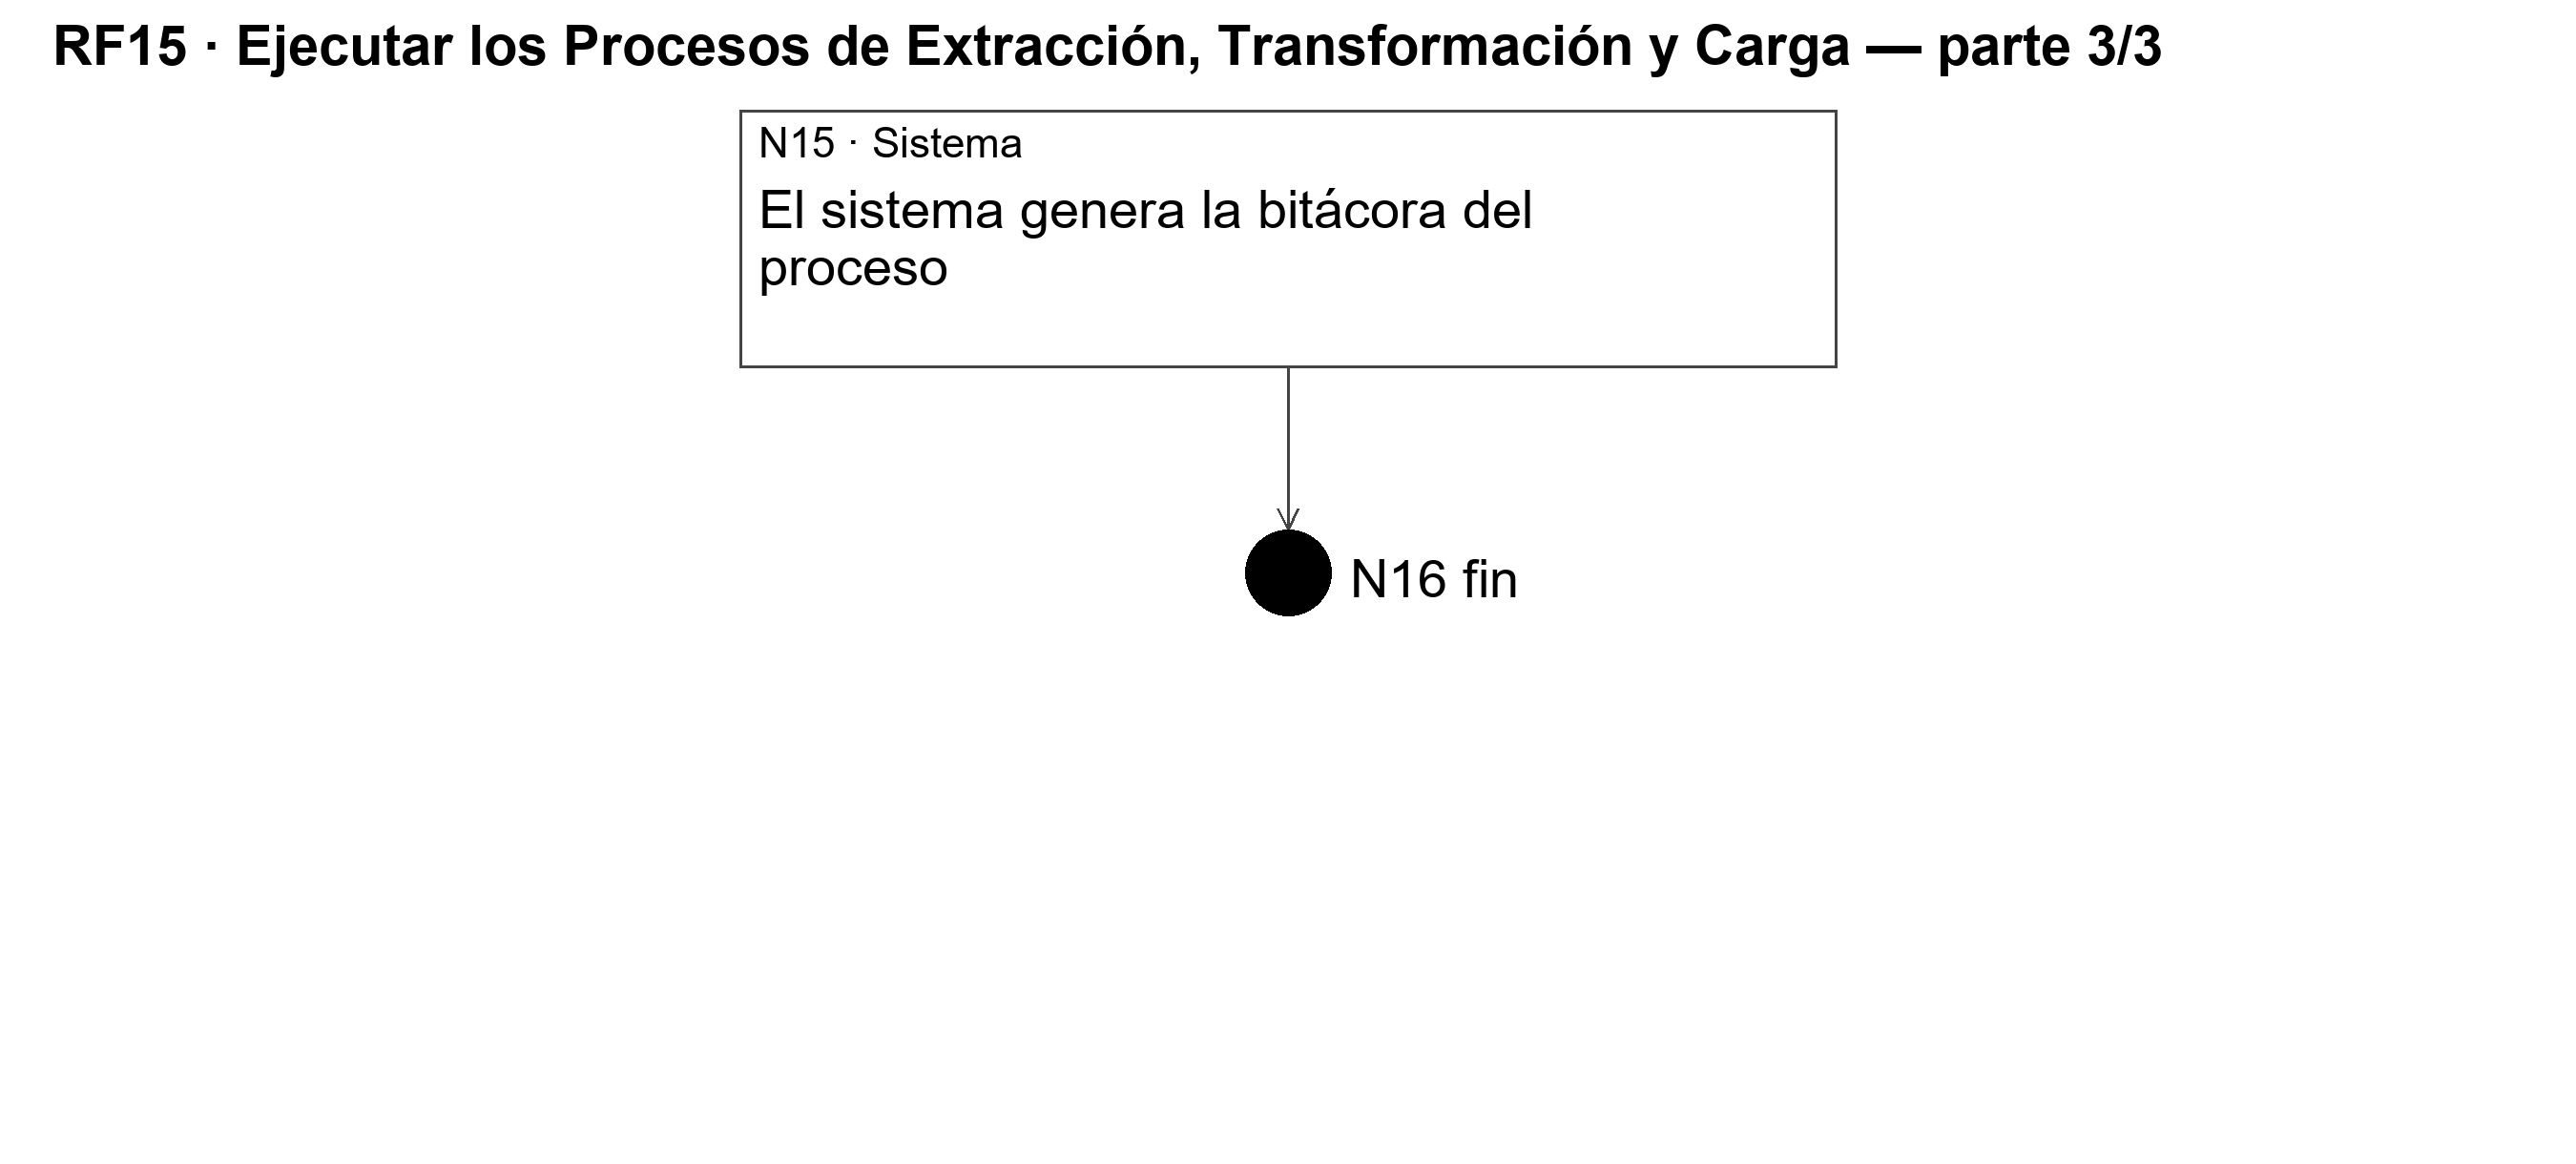 RF15 · Ejecutar los Procesos de Extracción, Transformación y Carga — parte 3/3
N15 · Sistema
El sistema genera la bitácora del
proceso
N16 fin